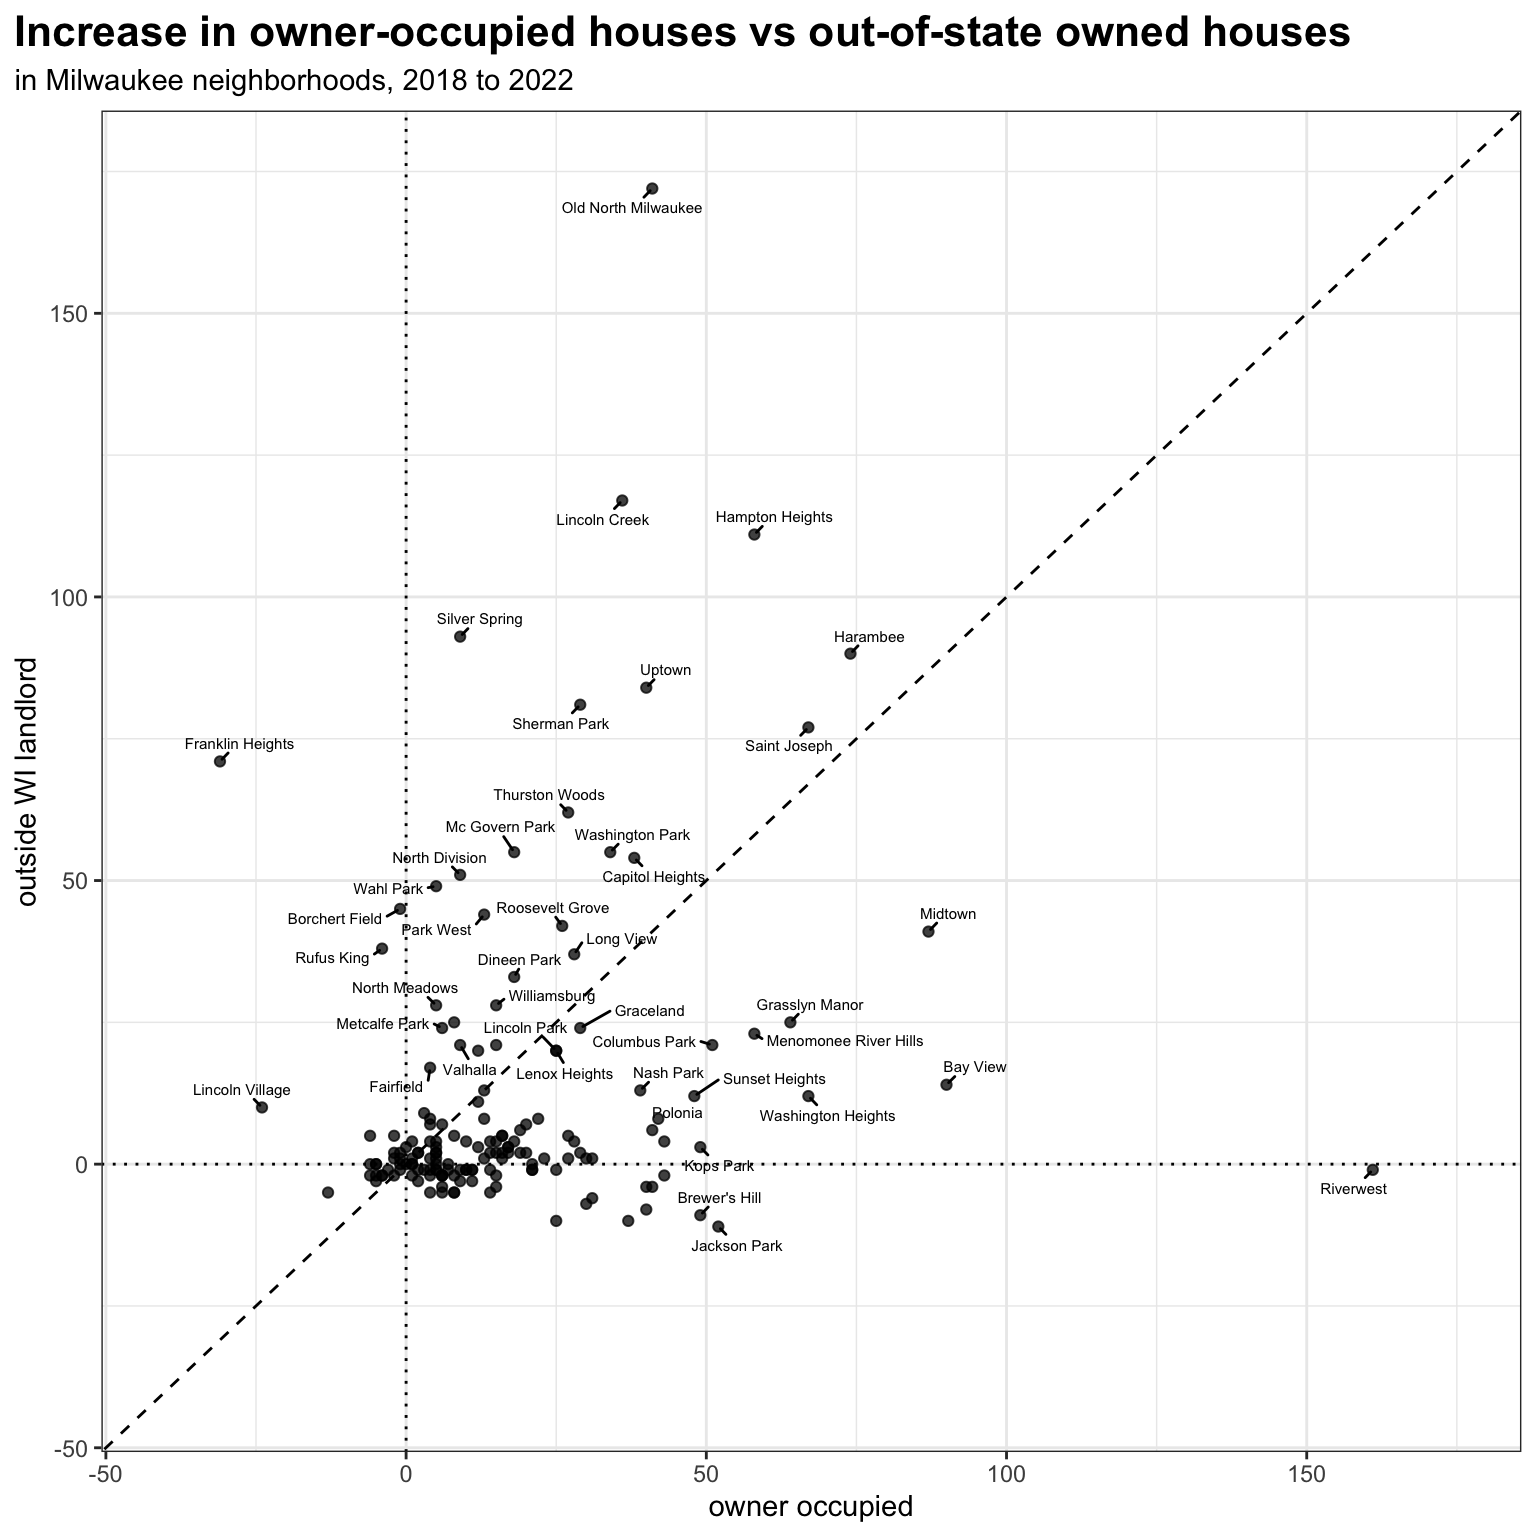 Increase in owner-occupied houses vs out-of-state owned houses
in Milwaukee neighborhoods, 2018 to 2022
Old North Milwaukee
150
Lincoln Creek
Hampton Heights
100
Silver Spring
Harambee
Uptown
Sherman Park
Saint Joseph
Franklin Heights
outside WI landlord
Thurston Woods
Mc Govern Park
Washington Park
North Division
Capitol Heights
50
Wahl Park
Roosevelt Grove
Midtown
Borchert Field
Park West
Long View
Rufus King
Dineen Park
North Meadows
Williamsburg
Grasslyn Manor
Graceland
Metcalfe Park
Lincoln Park
Columbus Park
Menomonee River Hills
Valhalla
Lenox Heights
Nash Park
Sunset Heights
Bay View
Fairfield
Lincoln Village
Polonia
Washington Heights
0
Kops Park
Riverwest
Brewer's Hill
Jackson Park
-50
-50
0
50
100
150
owner occupied